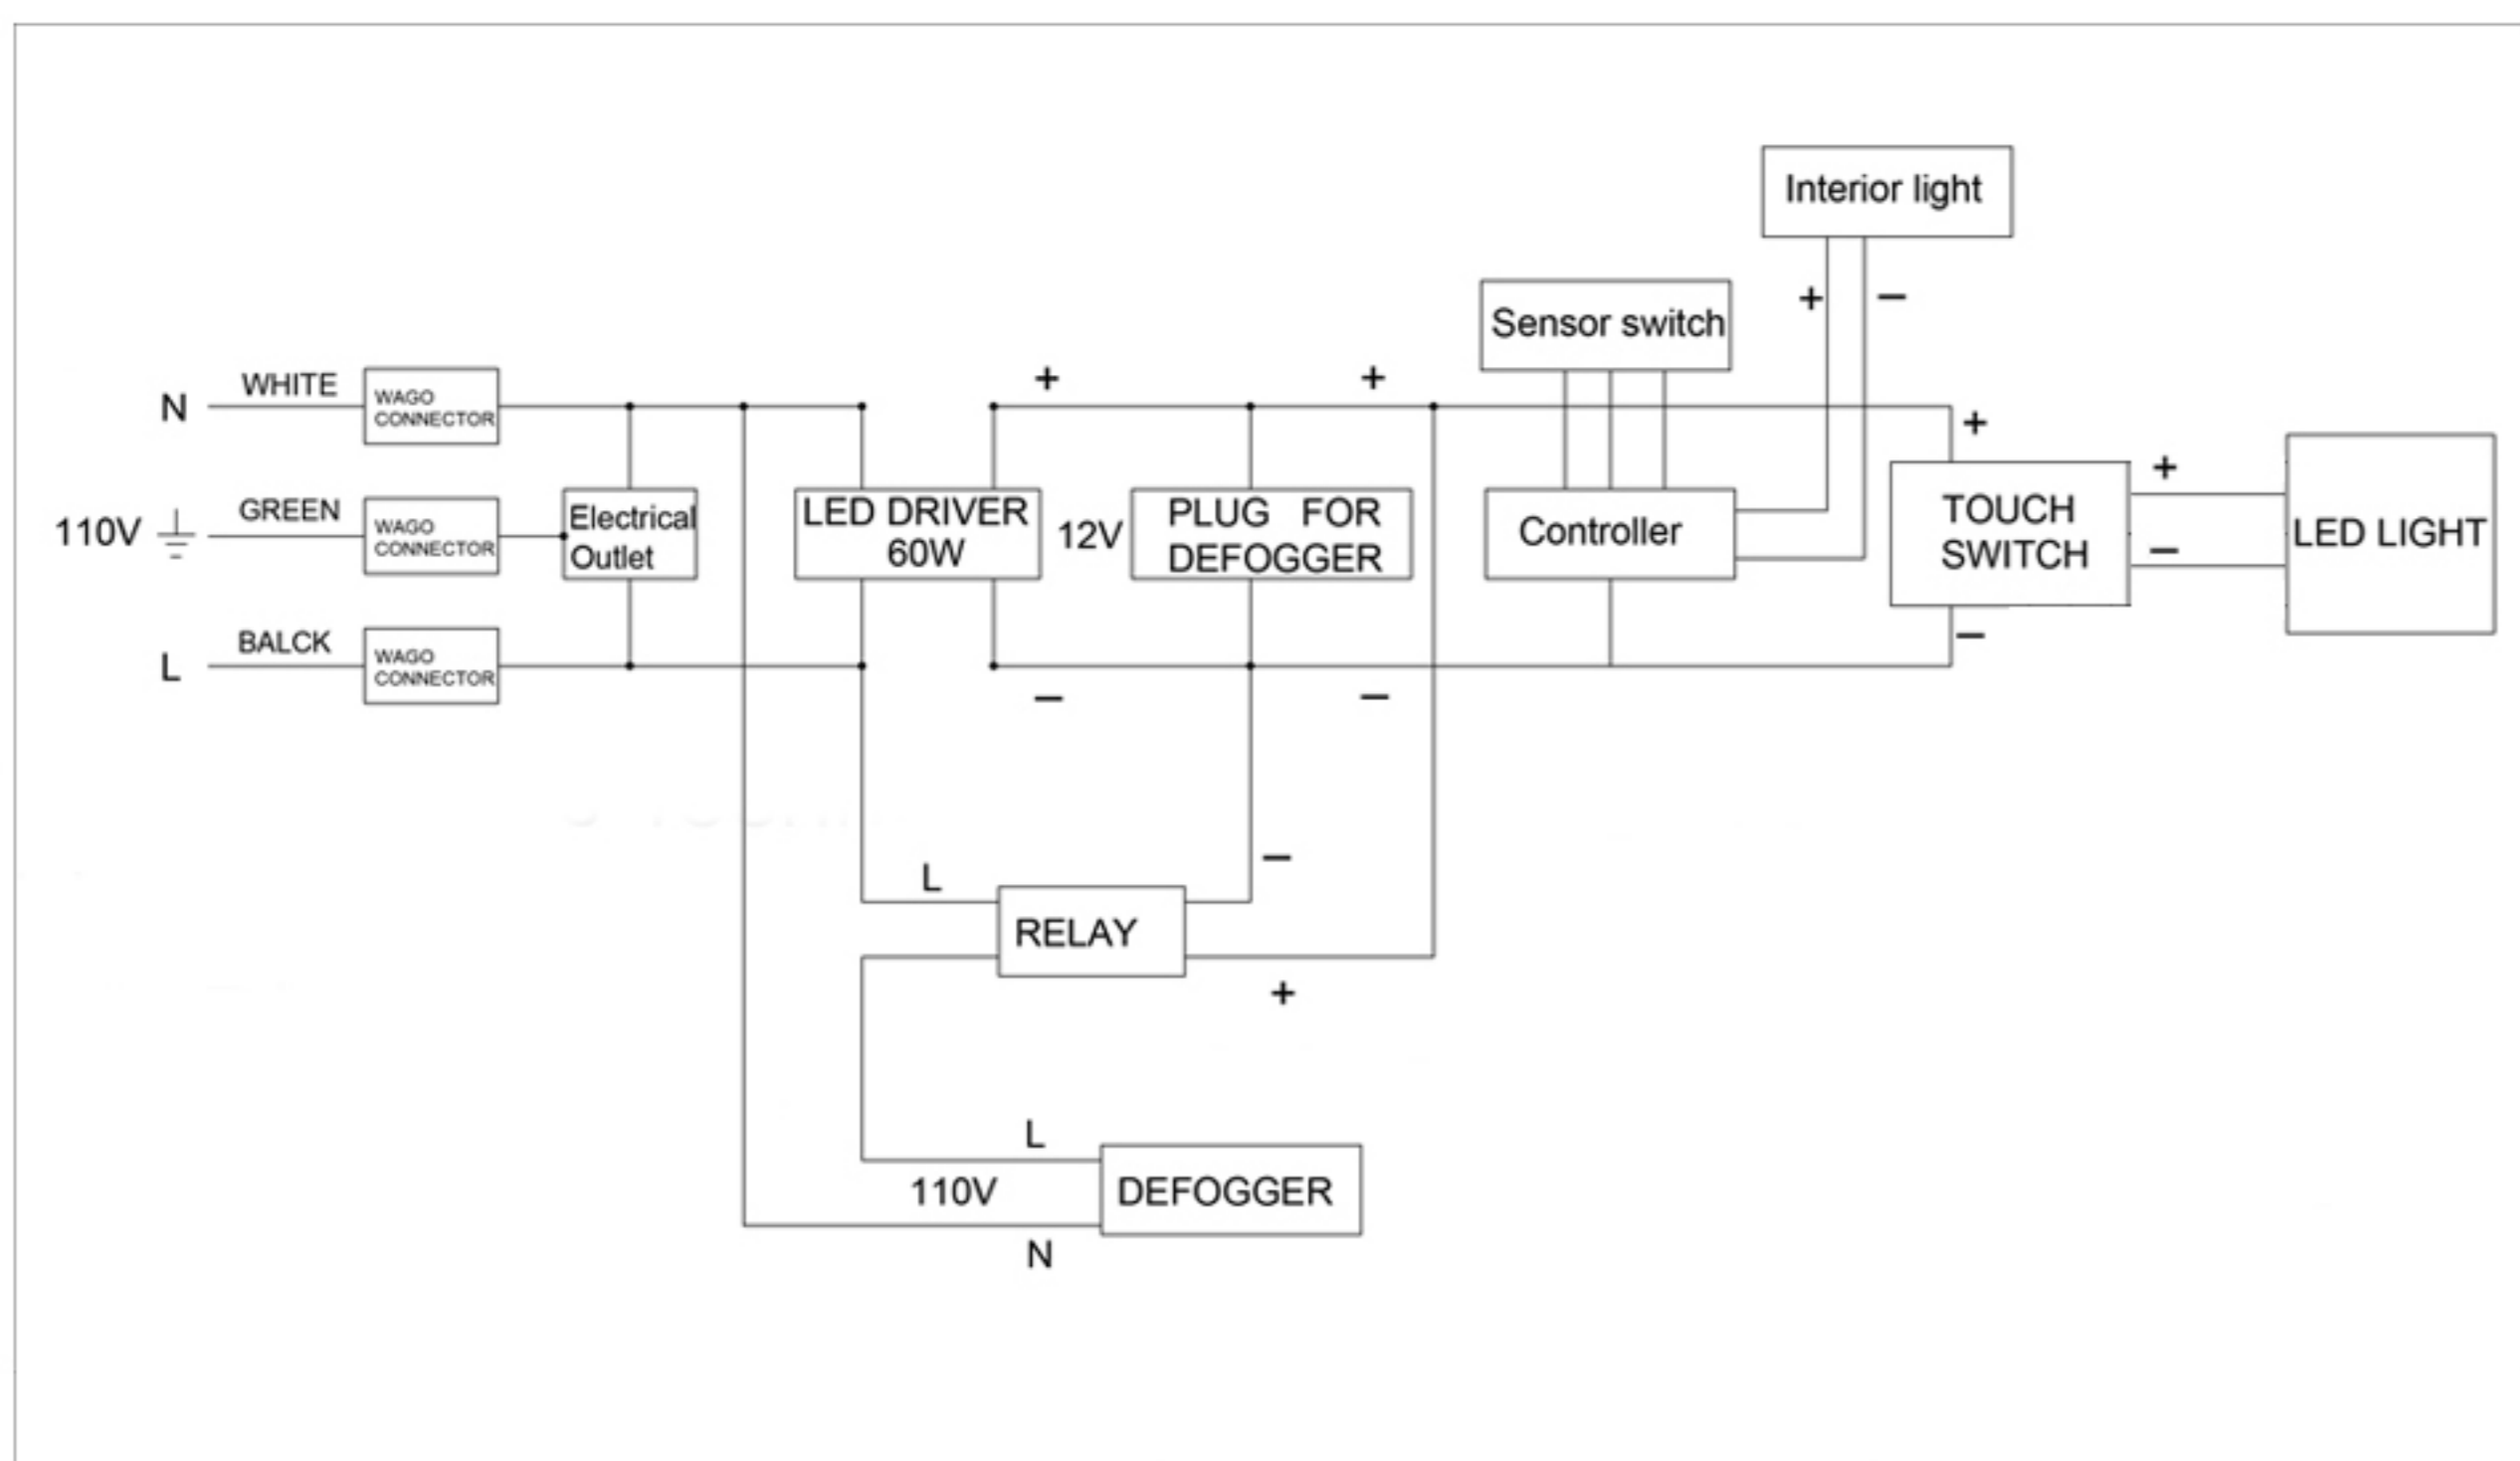 Interior light
+ −
Sensor switch
N WHITE WAGO
CONNECTOR
+ +
+
110V GREEN WAGO
CONNECTOR
Electrical
Outlet
LED DRIVER
60W
12V
PLUG FOR
DEFOGGER
Controller
TOUCH
SWITCH
+
−
LED LIGHT
L BALCK WAGO
CONNECTOR
− −
−
L
RELAY
−
+
L
110V
N
DEFOGGER